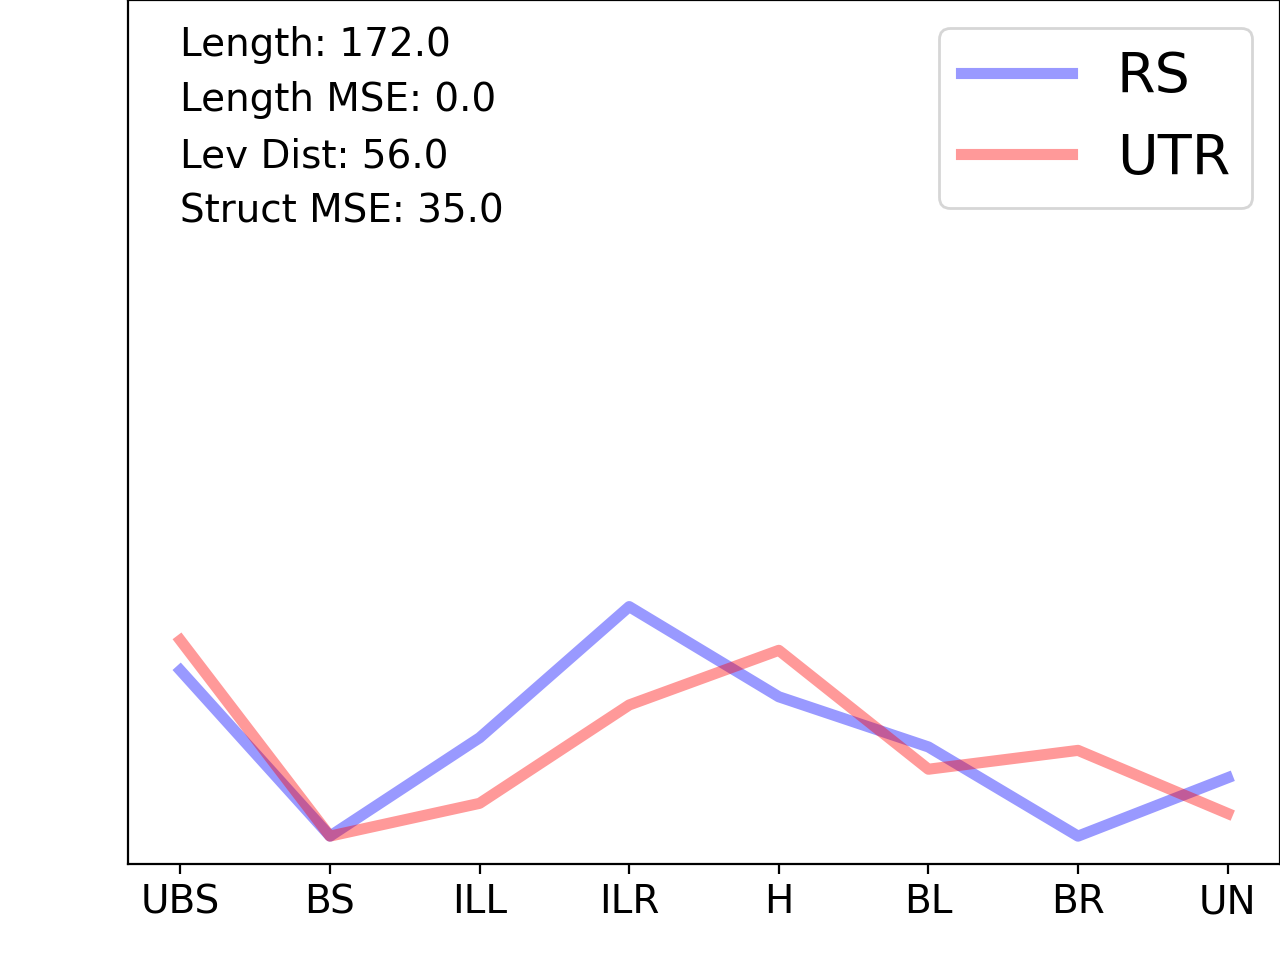 Length: 172.0
Length MSE: 0.0
Lev Dist: 56.0
Struct MSE: 35.0
RS
UTR
UBS BS ILL ILR H BL BR UN